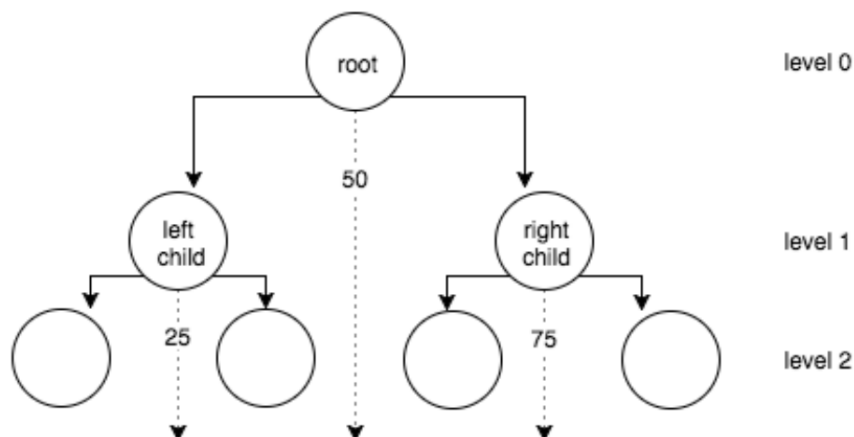 root
level 0
50
left
child
right
child
level 1
25
75
level 2